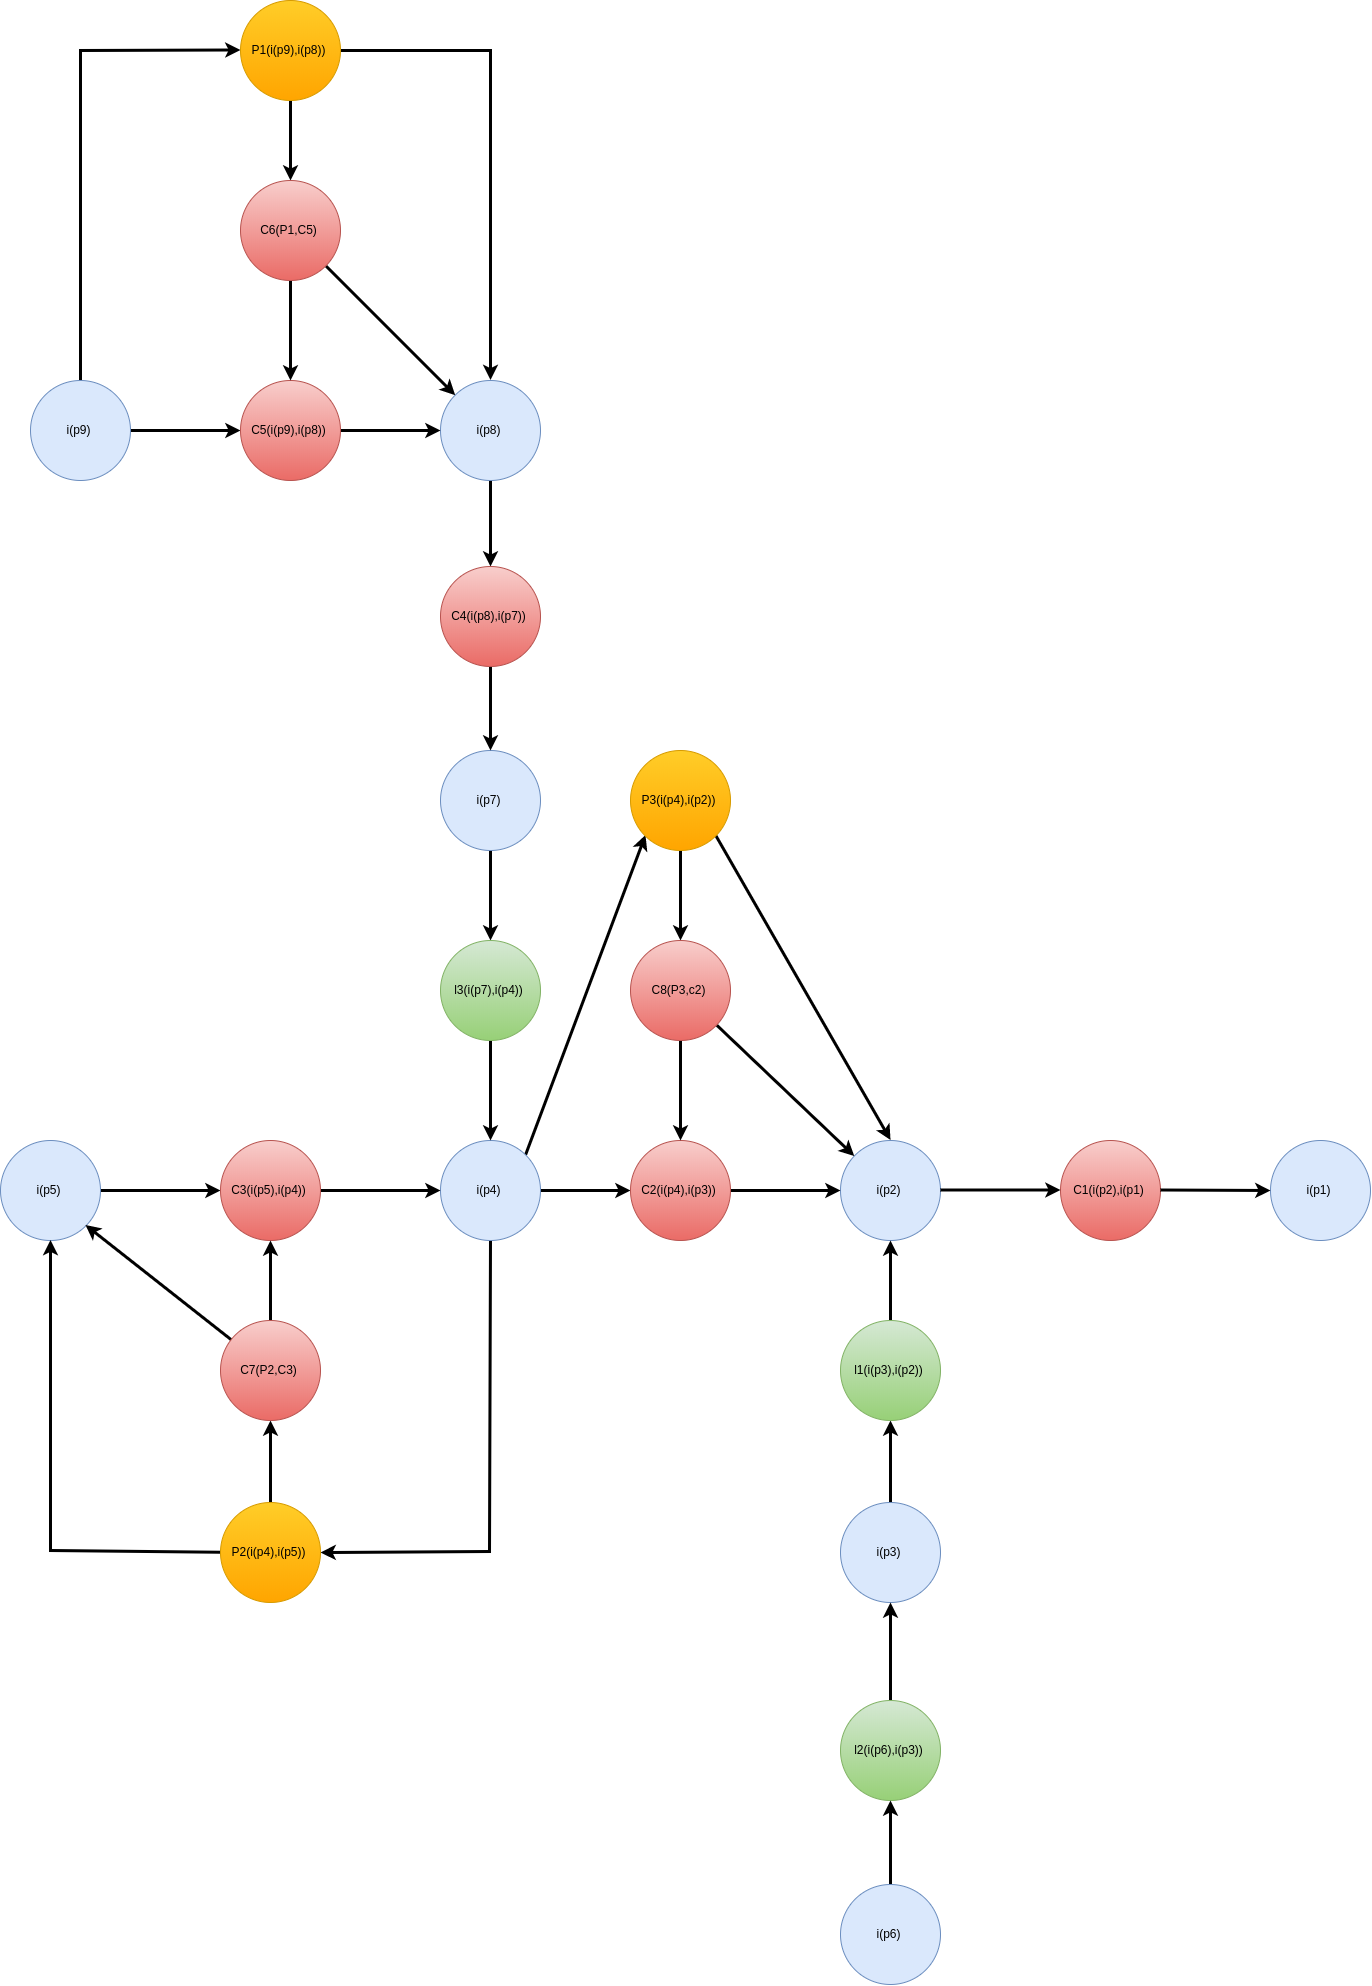 P1(i(p9),i(p8))
C6(P1,C5)
i(p9)
C5(i(p9),i(p8))
i(p8)
C4(i(p8),i(p7))
i(p7)
P3(i(p4),i(p2))
I3(i(p7),i(p4))
C8(P3,c2)
i(p5)
C3(i(p5),i(p4))
i(p4)
C2(i(p4),i(p3))
i(p2)
C1(i(p2),i(p1)
i(p1)
C7(P2,C3)
I1(i(p3),i(p2))
P2(i(p4),i(p5))
i(p3)
I2(i(p6),i(p3))
i(p6)